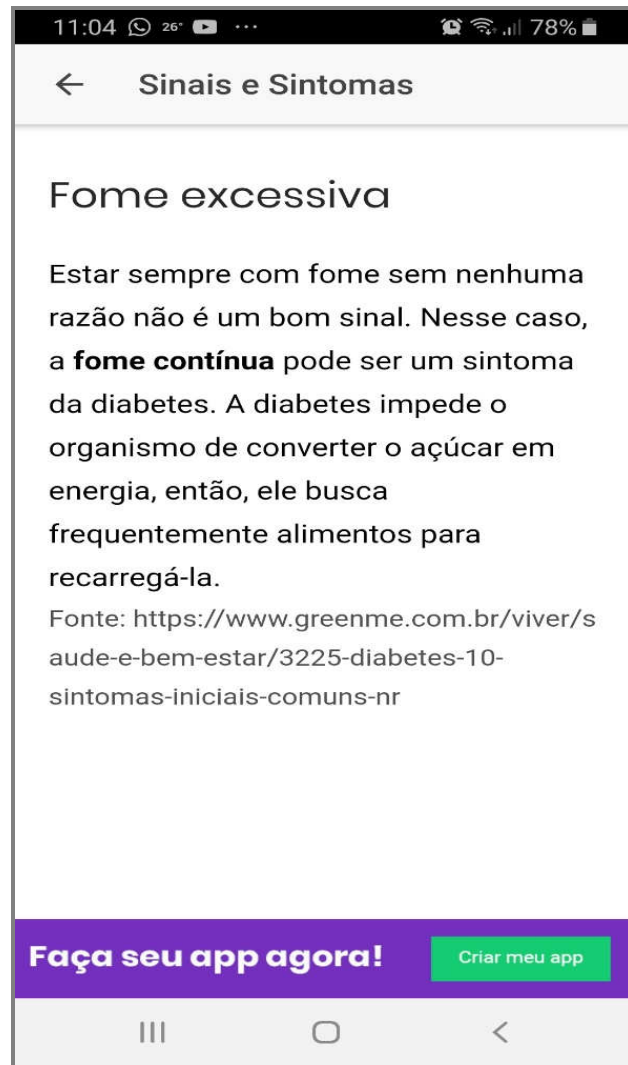 11:04 26° ... 78%
Sinais e Sintomas
Fome excessiva
Estar sempre com fome sem nenhuma
razão não é um bom sinal. Nesse caso,
a fome contínua pode ser um sintoma
da diabetes. A diabetes impede o
organismo de converter o açúcar em
energia, então, ele busca
frequentemente alimentos para
recarregá-la.
Fonte: https://www.greenme.com.br/viver/s
aude-e-bem-estar/3225-diabetes-10-
sintomas-iniciais-comuns-nr
Faça seu app agora! Criar meu app